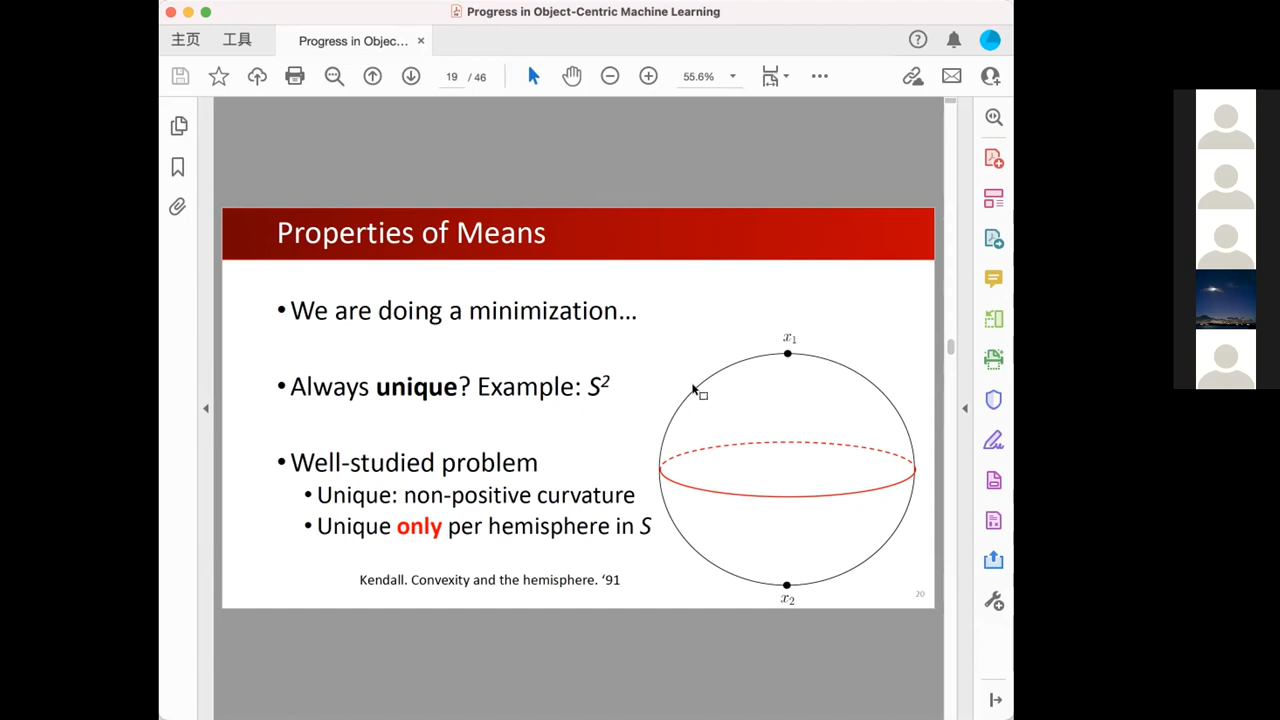 Progress in Object-Centric Machine Learning
主页 工具 Progress in Objec... ×
19 / 46 55.6%
Properties of Means
•We are doing a minimization…
x1
•Always unique? Example: S²
•Well-studied problem
•Unique: non-positive curvature
•Unique only per hemisphere in S
Kendall. Convexity and the hemisphere. ‘91
20
x2